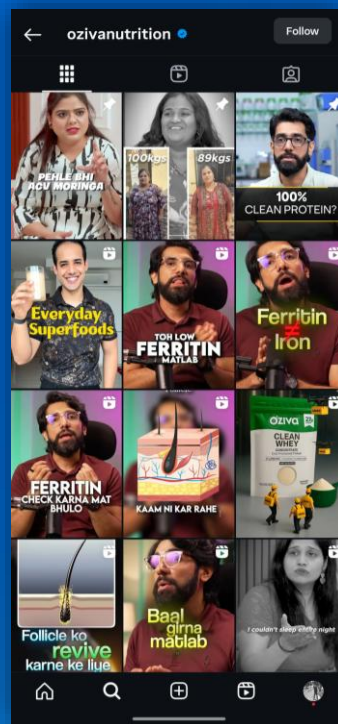 ozivanutrition
Follow
PEHLE BHI
ACV MORINGA
100kgs
89kgs
100%
CLEAN PROTEIN?
Everyday
Superfoods
TOH LOW
FERRITIN
MATLAB
Ferritin
≠
Iron
FERRITIN
CHECK KARNA MAT
BHULO
KAAM NI KAR RAHE
OZIVA
CLEAN
WHEY
Follicle ko
revive
karne ke liye
Baal
girna
matlab
I couldn't sleep entire night